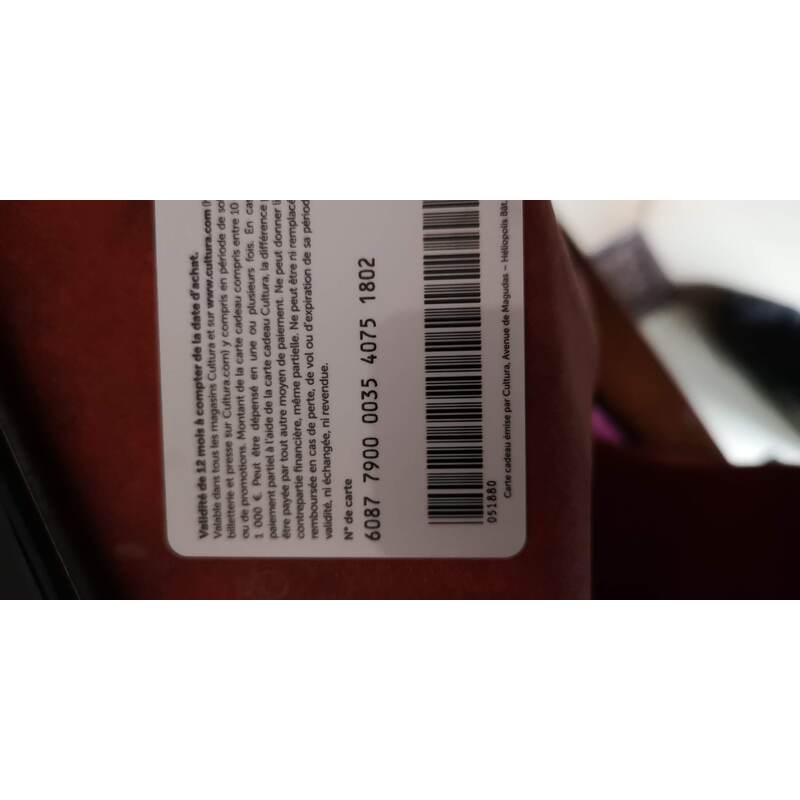 Validité de 12 mois à compter de la date d'achat.
Valable dans tous les magasins Cultura et sur www.cultura.com
billetterie et presse sur Cultura.com) y compris en période de
ou de promotions. Montant de la carte cadeau compris entre 10
1 000 €. Peut être dépensé en une ou plusieurs fois. En
paiement partiel à l'aide de la carte cadeau Cultura, la différence
être payée par tout autre moyen de paiement. Ne peut donner
contrepartie financière, même partielle. Ne peut être ni
remboursée en cas de perte, de vol ou d'expiration de sa
validité, ni échangée, ni revendue.
N° de carte
6087 7900 0035 4075 1802
051880
Carte cadeau émise par Cultura, Avenue de Magudas – Héliopolis Bât.